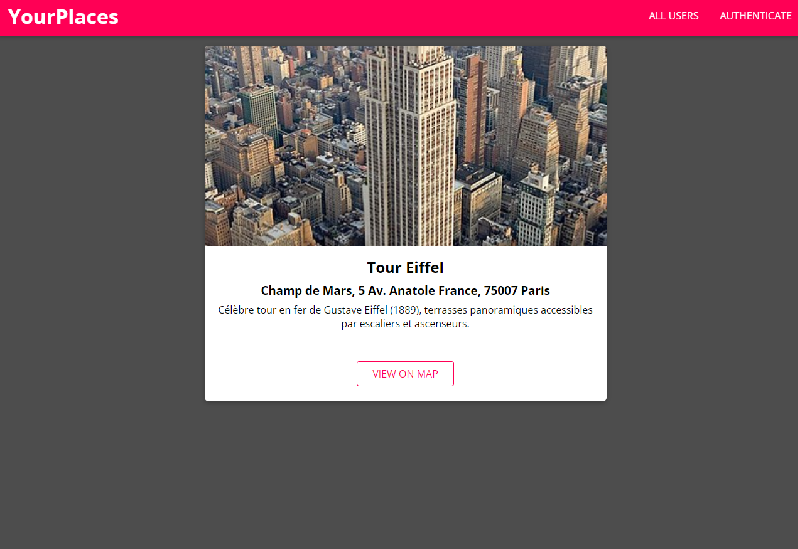 YourPlaces
ALL USERS
AUTHENTICATE
Tour Eiffel
Champ de Mars, 5 Av. Anatole France, 75007 Paris
Célèbre tour en fer de Gustave Eiffel (1889), terrasses panoramiques accessibles
par escaliers et ascenseurs.
VIEW ON MAP